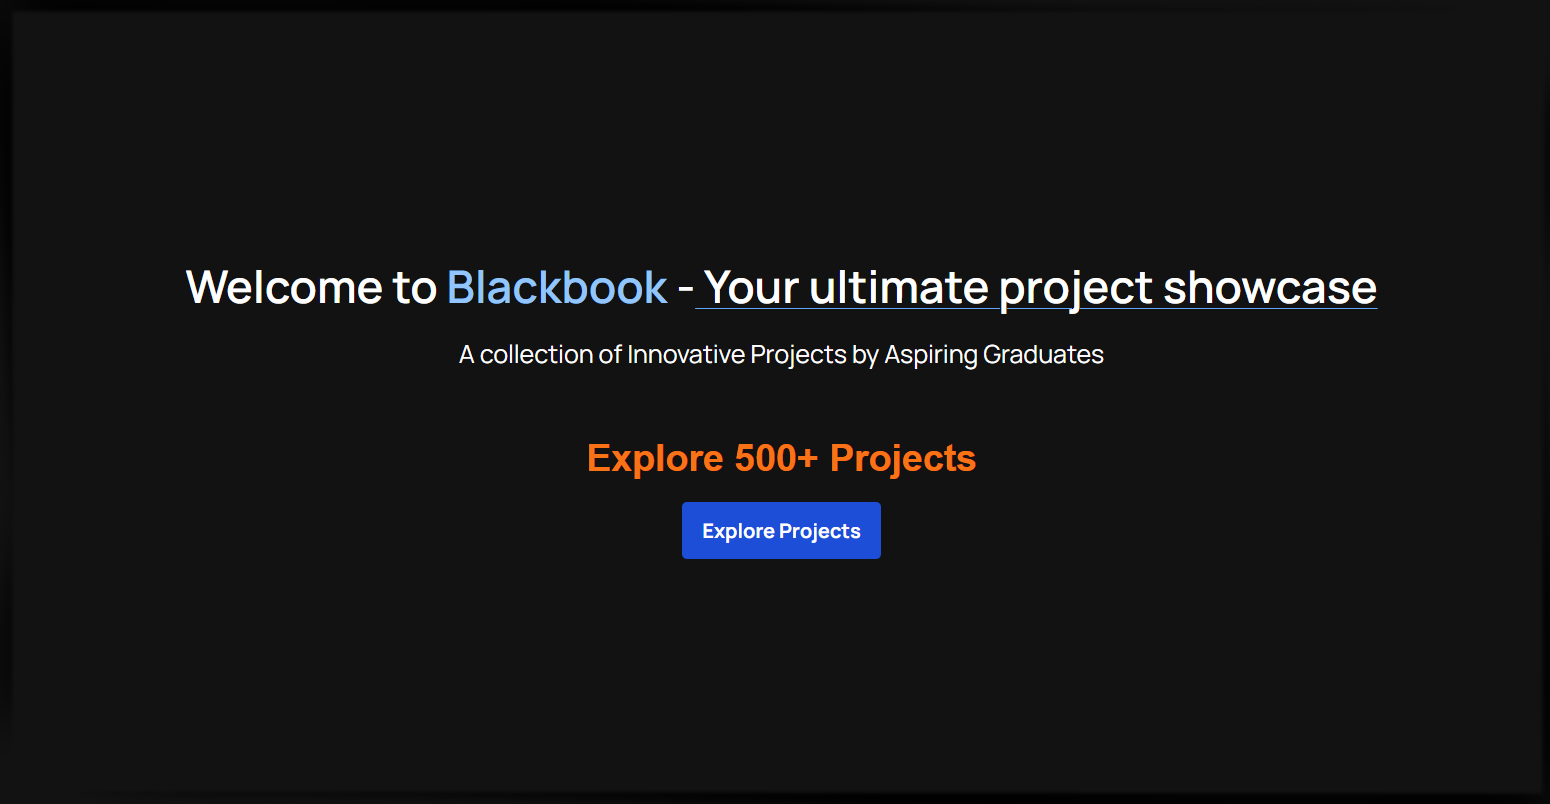 Welcome to Blackbook - Your ultimate project showcase
A collection of Innovative Projects by Aspiring Graduates
Explore 500+ Projects
Explore Projects